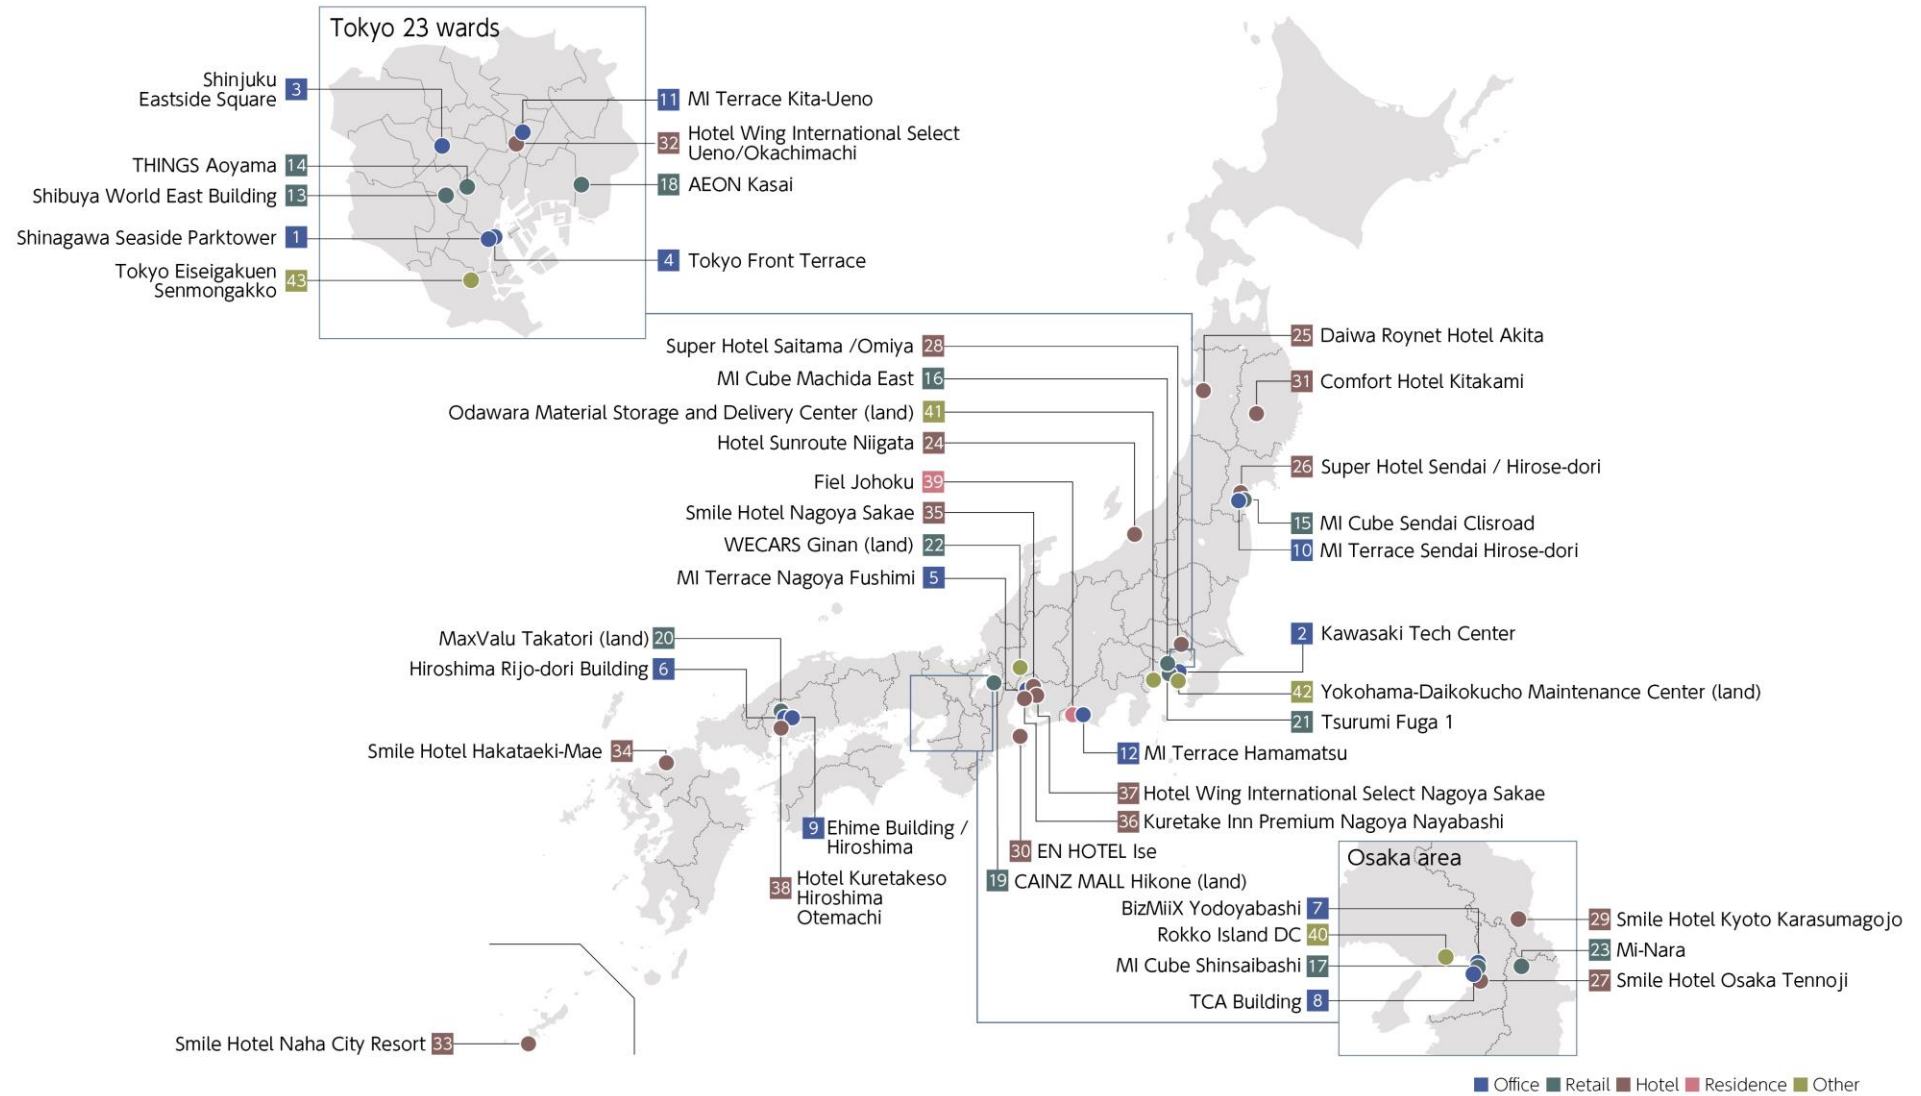 Tokyo 23 wards
Shinjuku
Eastside Square
3
THINGS Aoyama 14
Shibuya World East Building 13
Shinagawa Seaside Parktower 1
Tokyo Eiseigakuen
Senmongakko
43
11 MI Terrace Kita-Ueno
32 Hotel Wing International Select
Ueno/Okachimachi
18 AEON Kasai
4 Tokyo Front Terrace
Super Hotel Saitama /Omiya 28
MI Cube Machida East 16
Odawara Material Storage and Delivery Center (land) 41
Hotel Sunroute Niigata 24
Fiel Johoku 39
Smile Hotel Nagoya Sakae 35
WECARS Ginan (land) 22
MI Terrace Nagoya Fushimi 5
25 Daiwa Roynet Hotel Akita
31 Comfort Hotel Kitakami
26 Super Hotel Sendai / Hirose-dori
15 MI Cube Sendai Clisroad
10 MI Terrace Sendai Hirose-dori
2 Kawasaki Tech Center
42 Yokohama-Daikokucho Maintenance Center (land)
21 Tsurumi Fuga 1
MaxValu Takatori (land) 20
Hiroshima Rijo-dori Building 6
Smile Hotel Hakataeki-Mae 34
9 Ehime Building /
Hiroshima
38 Hotel Kuretakeso
Hiroshima
Otemachi
12 MI Terrace Hamamatsu
37 Hotel Wing International Select Nagoya Sakae
36 Kuretake Inn Premium Nagoya Nayabashi
30 EN HOTEL Ise
19 CAINZ MALL Hikone (land)
Osaka area
BizMiiX Yodoyabashi 7
Rokko Island DC 40
MI Cube Shinsaibashi 17
TCA Building 8
29 Smile Hotel Kyoto Karasumagojo
23 Mi-Nara
27 Smile Hotel Osaka Tennoji
Smile Hotel Naha City Resort 33
Office Retail Hotel Residence Other